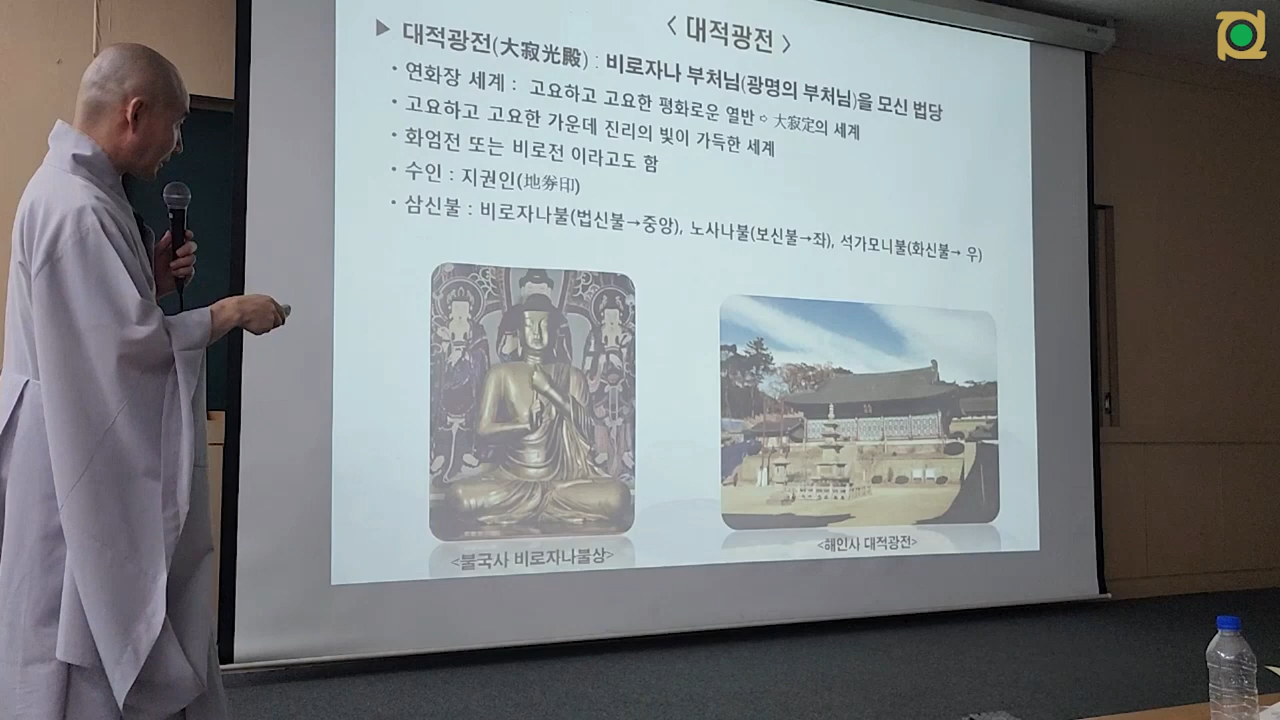 < 대적광전 >
▶ 대적광전(大寂光殿) : 비로자나 부처님(광명의 부처님)을 모신 법당
· 연화장 세계 : 고요하고 고요한 평화로운 열반 ⇨ 大寂定의 세계
· 고요하고 고요한 가운데 진리의 빛이 가득한 세계
· 화엄전 또는 비로전 이라고도 함
· 수인 : 지권인(地券印)
· 삼신불 : 비로자나불(법신불→중앙), 노사나불(보신불→좌), 석가모니불(화신불→ 우)
<불국사 비로자나불상>
<해인사 대적광전>